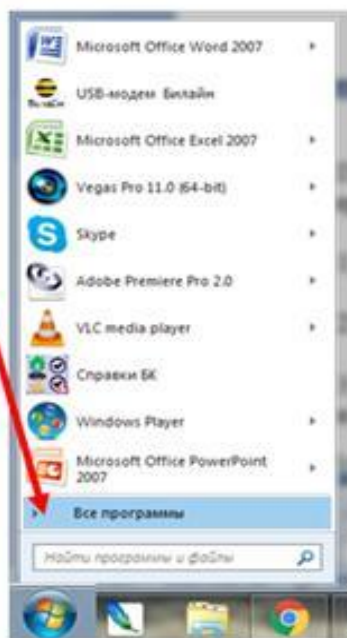 Microsoft Office Word 2007
USB-модем Билайн
Microsoft Office Excel 2007
Vegas Pro 11.0 (64-bit)
Skype
Adobe Premiere Pro 2.0
VLC media player
Справки БК
Windows Player
Microsoft Office PowerPoint
2007
Все программы
Найти программы и файлы